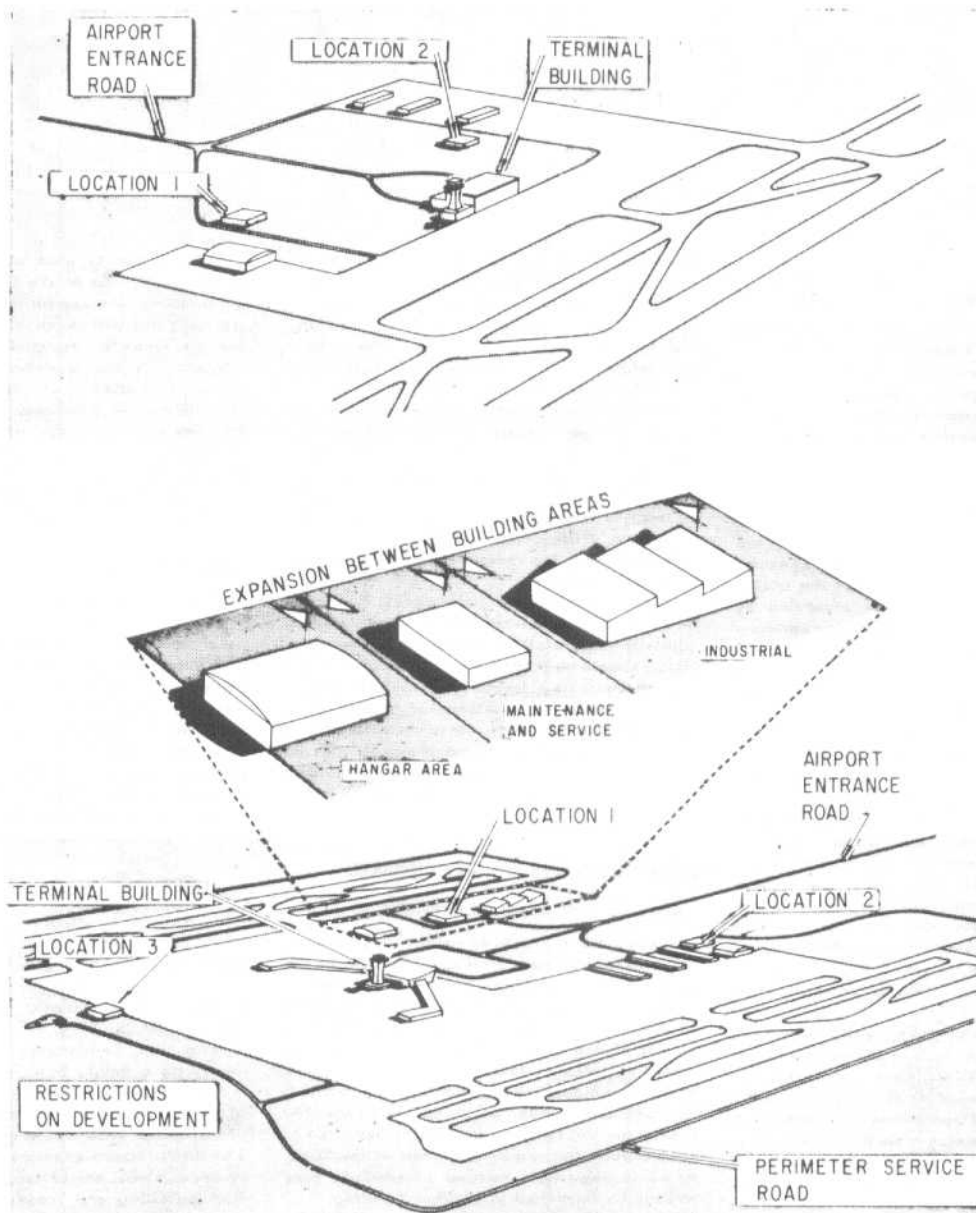 AIRPORT
ENTRANCE
ROAD
LOCATION 2
TERMINAL
BUILDING
LOCATION 1
EXPANSION BETWEEN BUILDING AREAS
INDUSTRIAL
MAINTENANCE
AND SERVICE
HANGAR AREA
AIRPORT
ENTRANCE
ROAD
LOCATION 1
TERMINAL BUILDING
LOCATION 2
LOCATION 3
RESTRICTIONS
ON DEVELOPMENT
PERIMETER SERVICE
ROAD